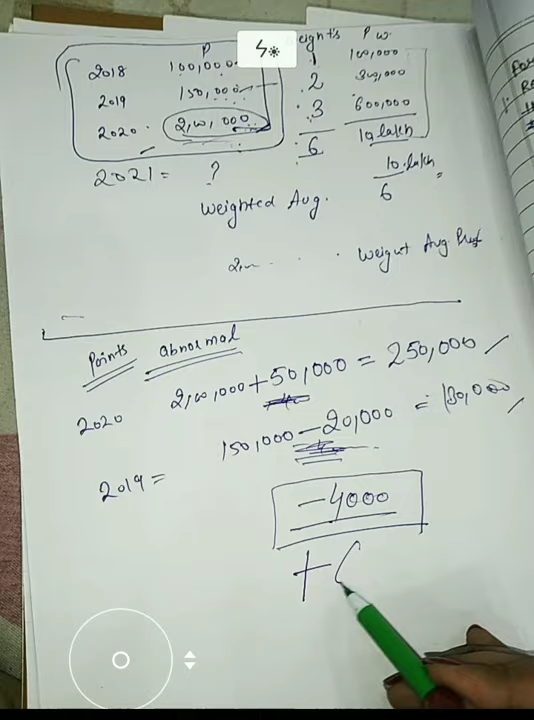 P Weights P W.
2018 100,000 1 100,000
2019 150,000 2 300,000
2020 2,00,000 3 600,000
6 10 lakh
2021 = ? 10 lakh
6 =
Weighted Avg.
Weight Avg
Points abnormal
2020 2,00,000 + 50,000 = 250,000
2019 = 150,000 - 20,000 = 130,000
- 4000
+